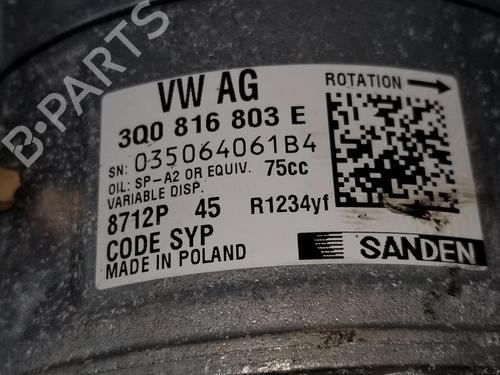 B-PARTS
VW AG
ROTATION
3Q0 816 803 E
SN: 035064061B4
OIL: SP-A2 OR EQUIV. 75cc
VARIABLE DISP.
8712P 45 R1234yf
CODE SYP
MADE IN POLAND
SANDEN